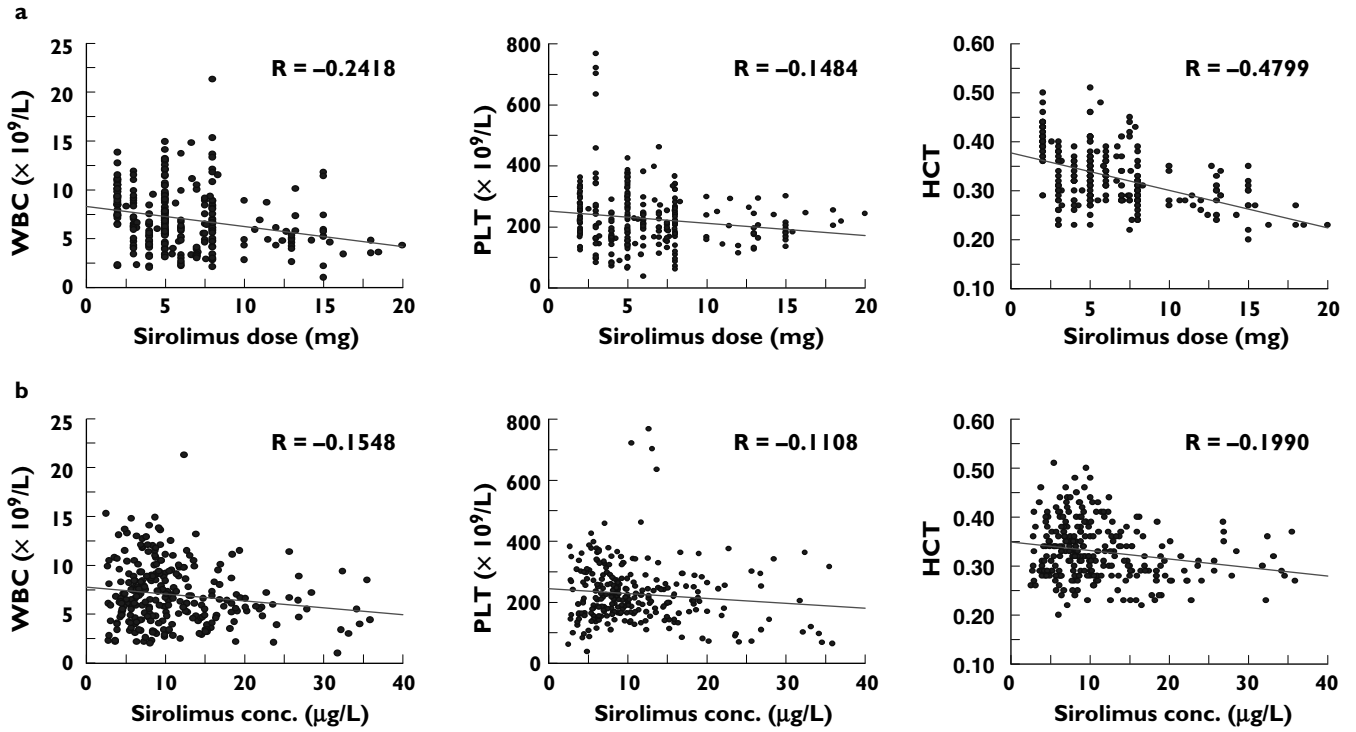 a
WBC (× 10⁹/L)
25
20
15
10
5
0
R = –0.2418
0 5 10 15 20
Sirolimus dose (mg)
PLT (× 10⁹/L)
800
600
400
200
0
R = –0.1484
0 5 10 15 20
Sirolimus dose (mg)
HCT
0.60
0.50
0.40
0.30
0.20
0.10
R = –0.4799
0 5 10 15 20
Sirolimus dose (mg)
b
WBC (× 10⁹/L)
25
20
15
10
5
0
R = –0.1548
0 10 20 30 40
Sirolimus conc. (μg/L)
PLT (× 10⁹/L)
800
600
400
200
0
R = –0.1108
0 10 20 30 40
Sirolimus conc. (μg/L)
HCT
0.60
0.50
0.40
0.30
0.20
0.10
R = –0.1990
0 10 20 30 40
Sirolimus conc. (μg/L)